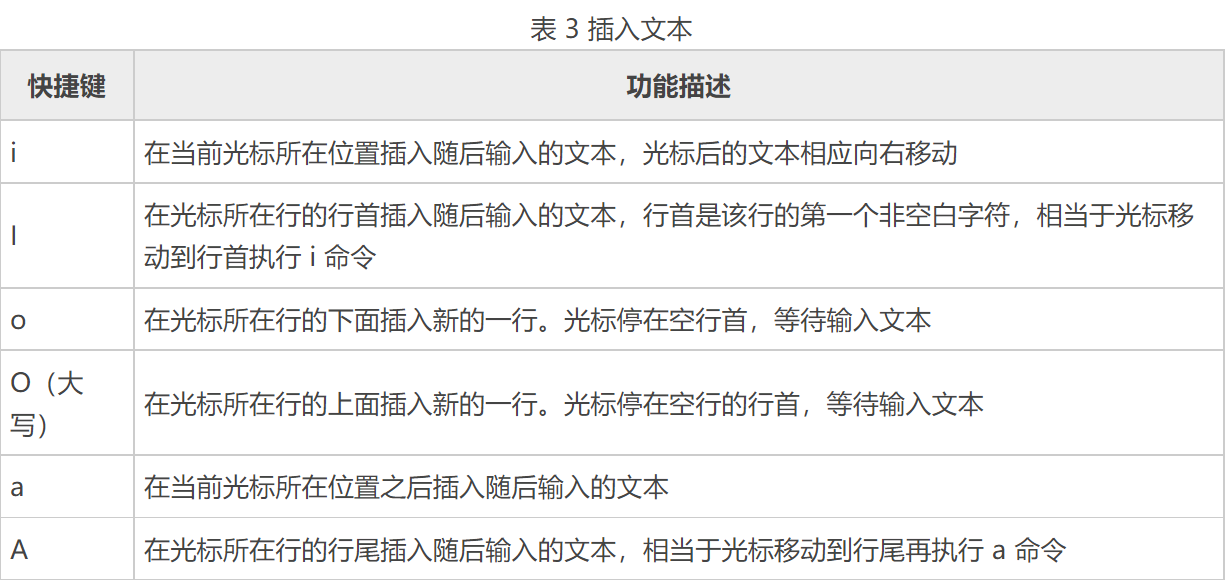 表 3 插入文本
快捷键 功能描述
i 在当前光标所在位置插入随后输入的文本，光标后的文本相应向右移动
I 在光标所在行的行首插入随后输入的文本，行首是该行的第一个非空白字符，相当于光标移
动到行首执行 i 命令
o 在光标所在行的下面插入新的一行。光标停在空行首，等待输入文本
O（大
写） 在光标所在行的上面插入新的一行。光标停在空行的行首，等待输入文本
a 在当前光标所在位置之后插入随后输入的文本
A 在光标所在行的行尾插入随后输入的文本，相当于光标移动到行尾再执行 a 命令